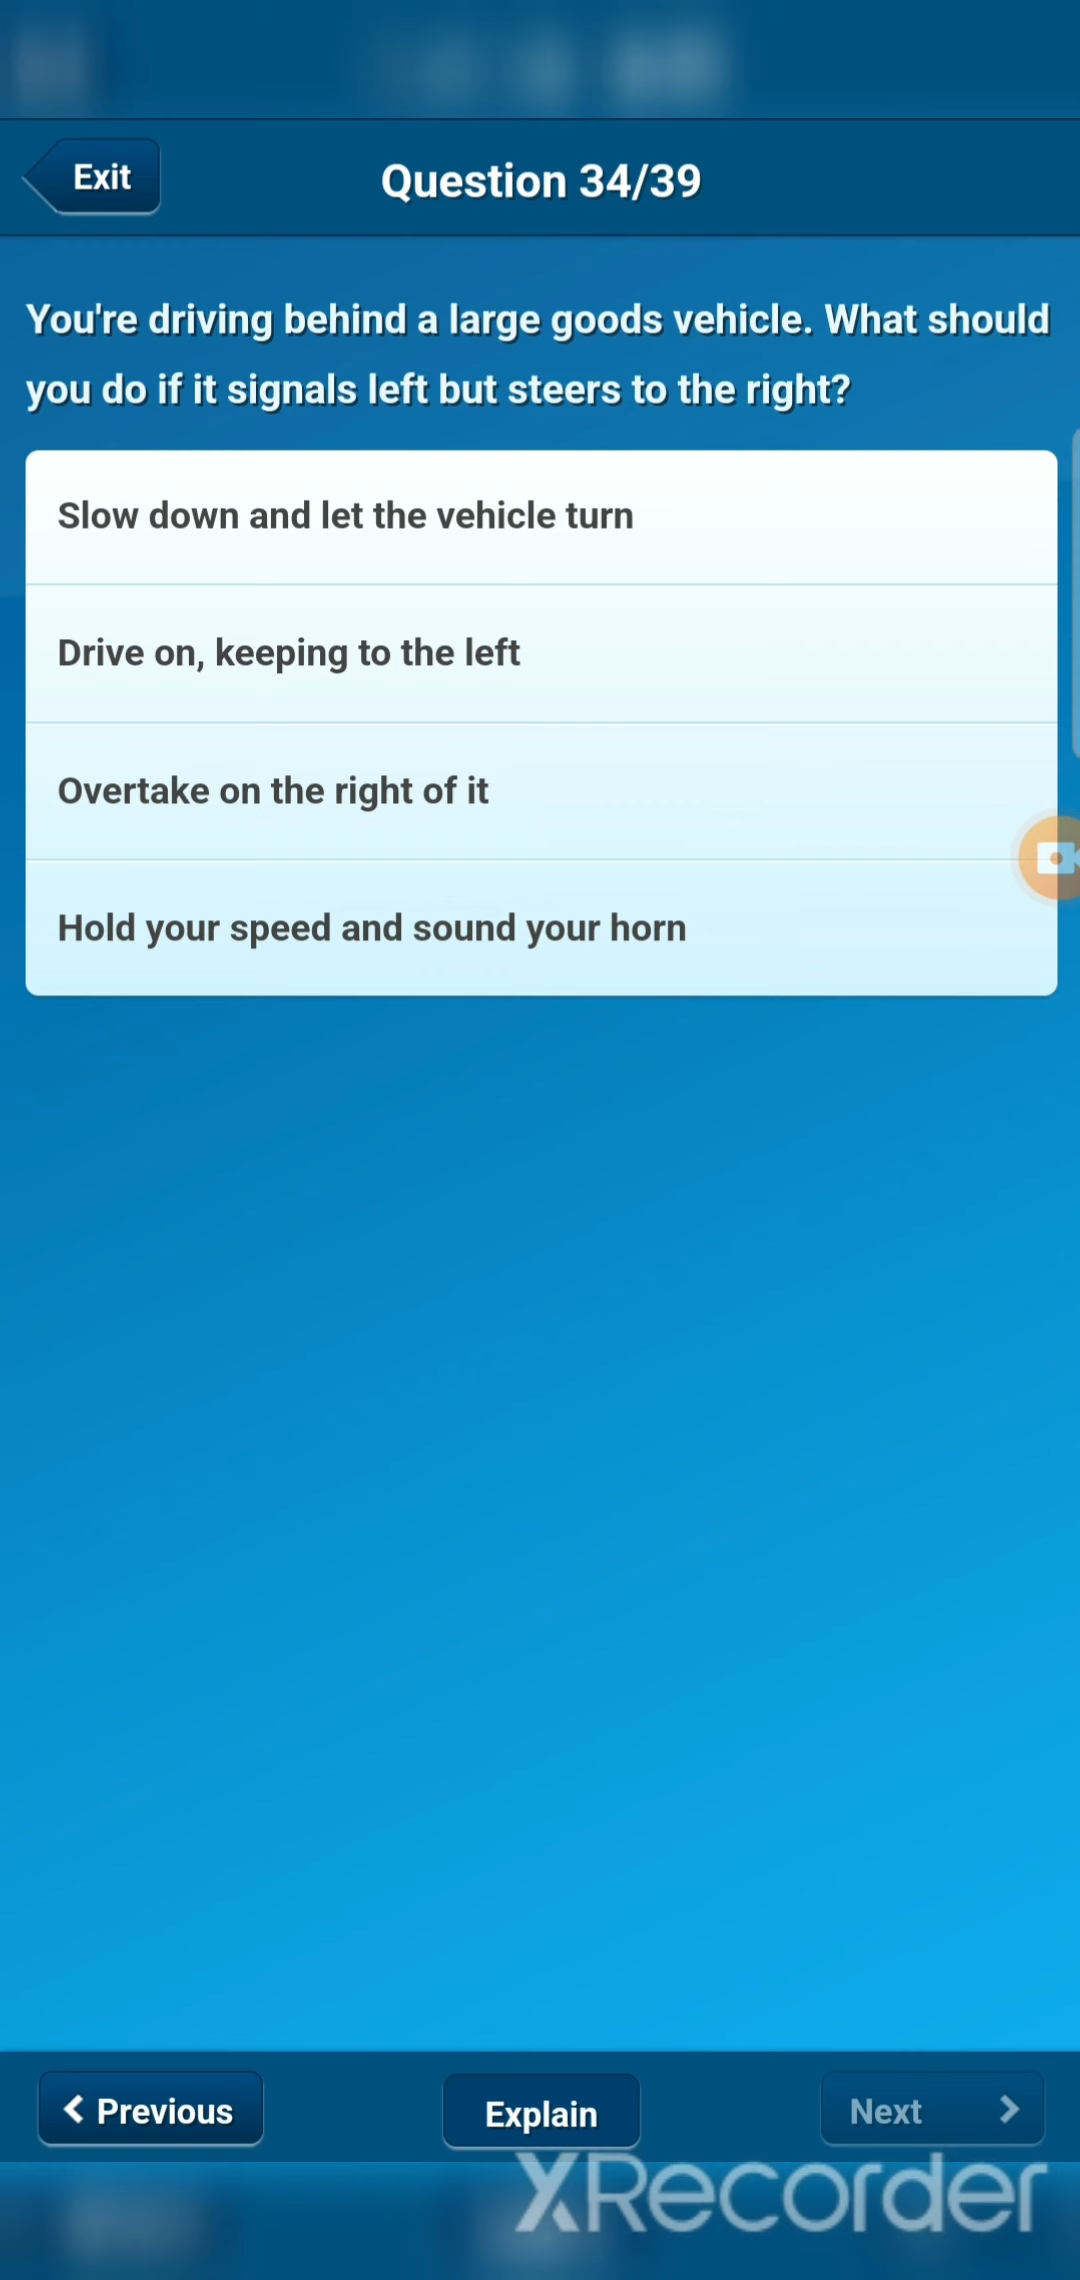 Exit
Question 34/39
You're driving behind a large goods vehicle. What should
you do if it signals left but steers to the right?
Slow down and let the vehicle turn
Drive on, keeping to the left
Overtake on the right of it
Hold your speed and sound your horn
Previous
Explain
Next
XRecorder